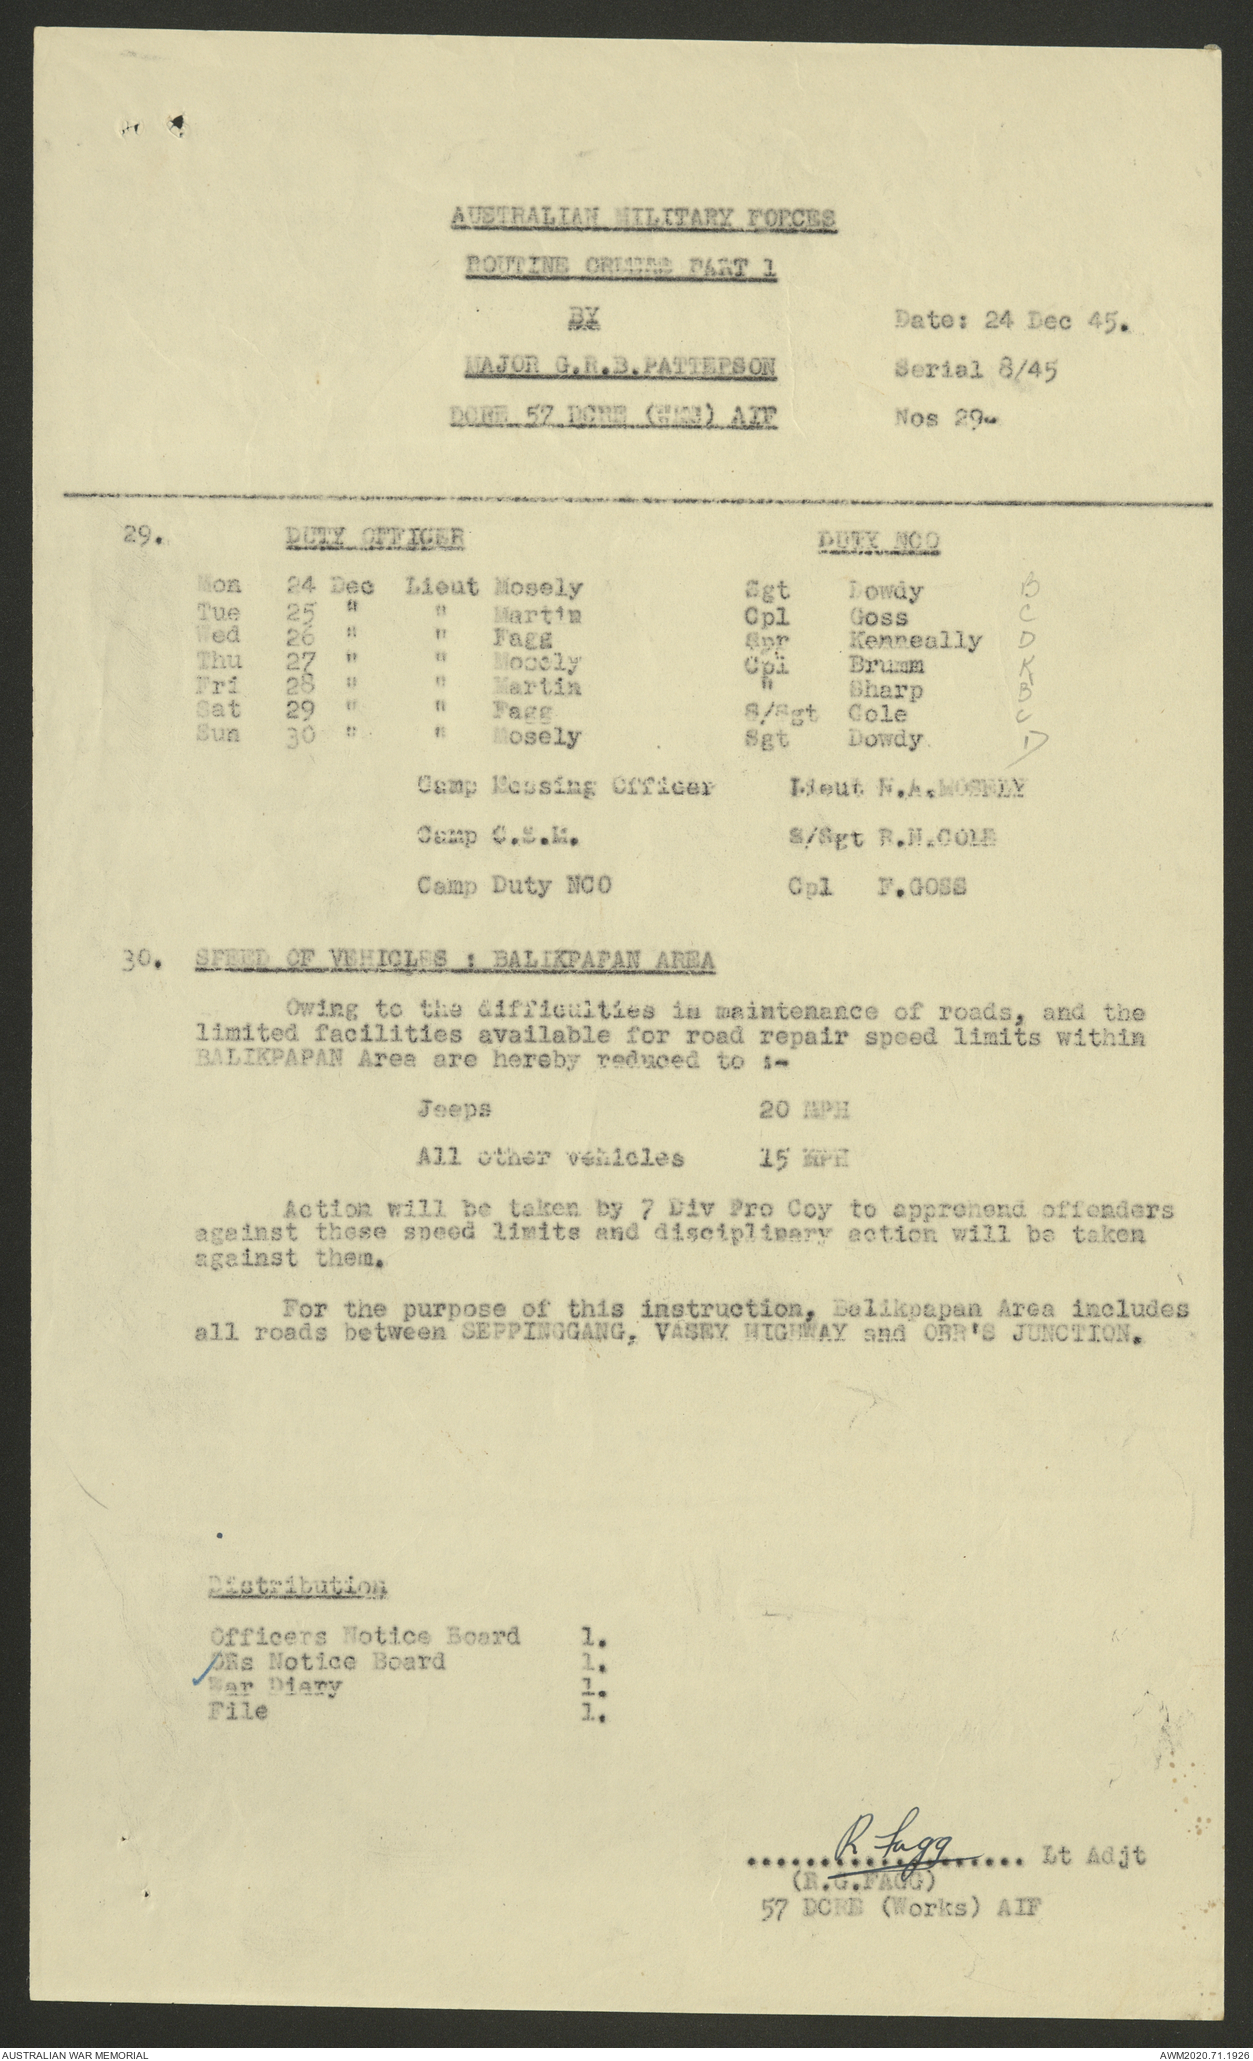 AUSTRALIAN MILITARY FORCES
ROUTINE ORDERS PART 1
BY
Date: 24 Dec 45.
MAJOR G.R.B.PATTERSON
Serial 8/45
DCRE 57 DCRE (WKS) AIF
Nos 29-
29. DUTY OFFICER DUTY NCO
Mon 24 Dec Lieut Mosely Sgt Dowdy B
Tue 25 " " Martin Cpl Goss C
Wed 26 " " Fagg Spr Kenneally D
Thu 27 " " Mosely Cpl Brumm K
Fri 28 " " Martin " Sharp B
Sat 29 " " Fagg S/Sgt Cole C
Sun 30 " " Mosely Sgt Dowdy D
Camp Messing Officer Lieut N.A.MOSELY
Camp C.S.M. S/Sgt R.N.COLE
Camp Duty NCO Cpl F.GOSS
30. SPEED OF VEHICLES : BALIKPAPAN AREA
Owing to the difficulties in maintenance of roads, and the
limited facilities available for road repair speed limits within
BALIKPAPAN Area are hereby reduced to :-
Jeeps 20 MPH
All other vehicles 15 MPH
Action will be taken by 7 Div Pro Coy to apprehend offenders
against these speed limits and disciplinary action will be taken
against them.
For the purpose of this instruction, Balikpapan Area includes
all roads between SEPPINGGANG, VASEY HIGHWAY and ORR'S JUNCTION.
Distribution
Officers Notice Board 1.
ORs Notice Board 1.
War Diary 1.
File 1.
R Fagg
.................... Lt Adjt
(R.G.FAGG)
57 DCRE (Works) AIF
AUSTRALIAN WAR MEMORIAL
AWM2020.71.1926